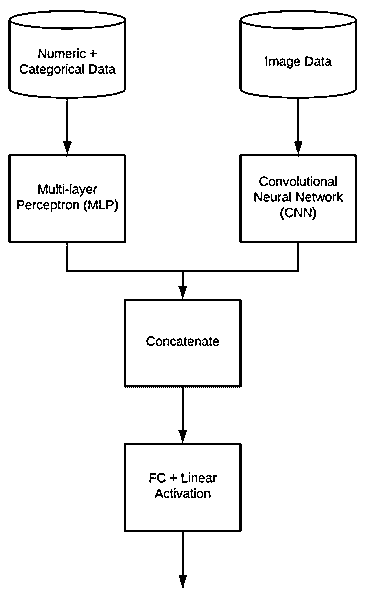 Numeric +
Categorical Data
Image Data
Multi-layer
Perceptron (MLP)
Convolutional
Neural Network
(CNN)
Concatenate
FC + Linear
Activation